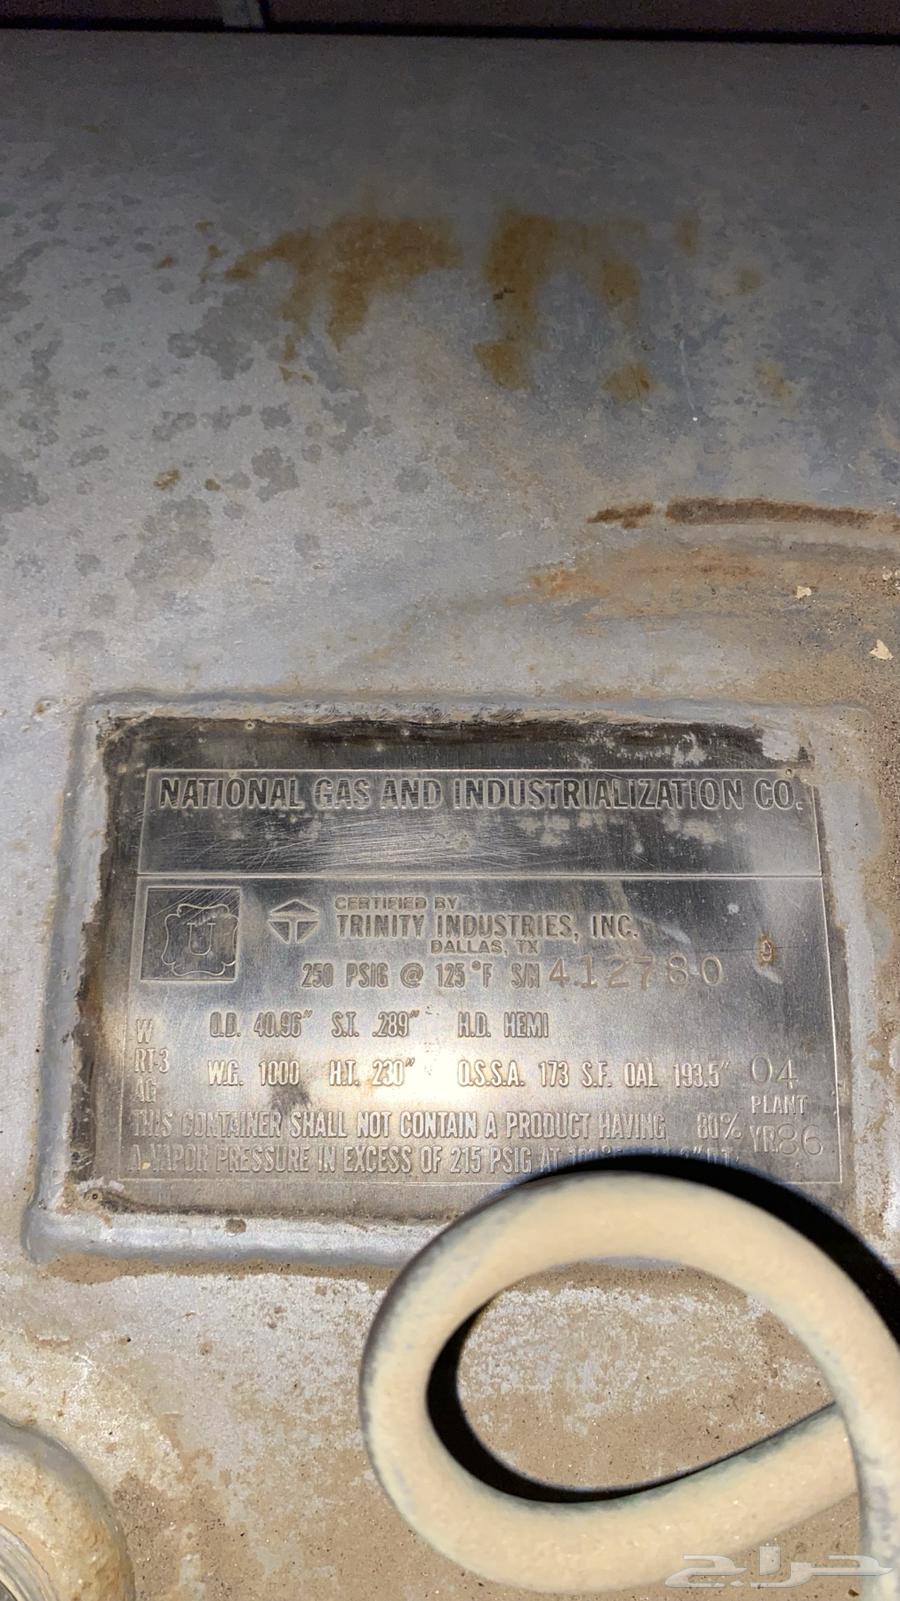 NATIONAL GAS AND INDUSTRIALIZATION CO.
U
CERTIFIED BY
TRINITY INDUSTRIES, INC.
DALLAS, TX
250 PSIG @ 125°F S/N 412780
W O.D. 40.96" S.T. .289" H.D. HEMI
RT-3 W.G. 1000 H.T. .230" O.S.S.A. 173 S.F. OAL 193.5" 04
AG PLANT
THIS CONTAINER SHALL NOT CONTAIN A PRODUCT HAVING 80% YR.86
A VAPOR PRESSURE IN EXCESS OF 215 PSIG AT
حراج